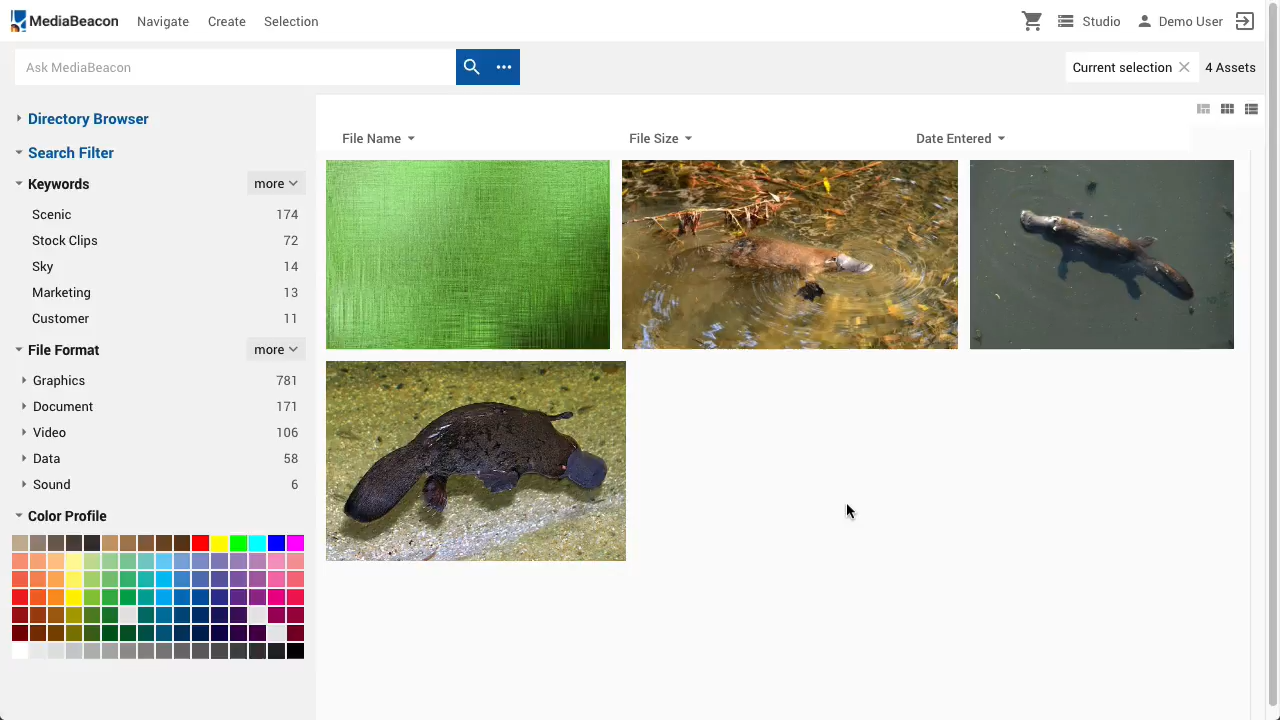 MediaBeacon Navigate Create Selection Studio Demo User
Ask MediaBeacon Current selection 4 Assets
Directory Browser
Search Filter
Keywords more
Scenic 174
Stock Clips 72
Sky 14
Marketing 13
Customer 11
File Format more
Graphics 781
Document 171
Video 106
Data 58
Sound 6
Color Profile
File Name File Size Date Entered